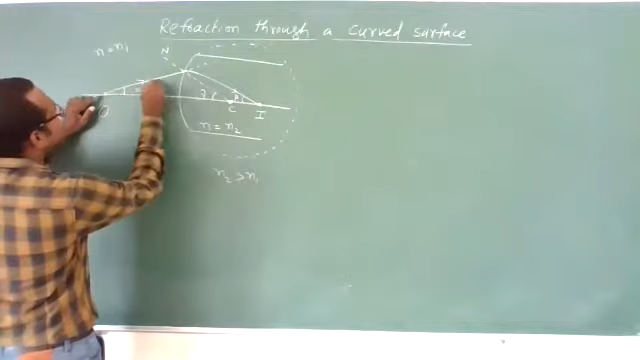 Refraction through a curved surface
n=n₁
N
O
γ
β
C
I
n = n₂
n₂ > n₁